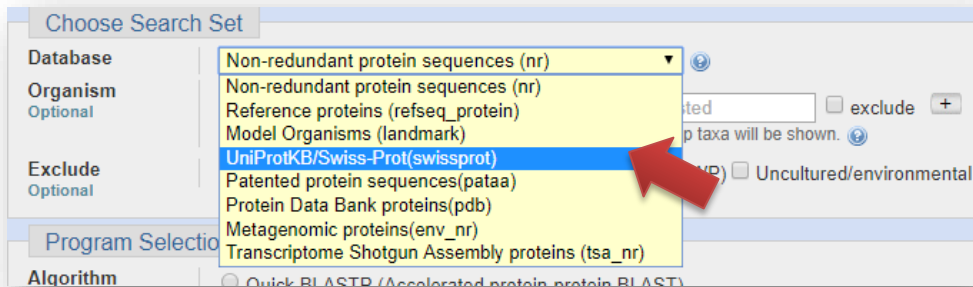 Choose Search Set
Database
Non-redundant protein sequences (nr)
Non-redundant protein sequences (nr)
Organism
Optional
Reference proteins (refseq_protein)
exclude
+
Model Organisms (landmark)
p taxa will be shown.
UniProtKB/Swiss-Prot(swissprot)
Exclude
Optional
Patented protein sequences(pataa)
Uncultured/environmental
Protein Data Bank proteins(pdb)
Metagenomic proteins(env_nr)
Program Selectio
Transcriptome Shotgun Assembly proteins (tsa_nr)
Algorithm
Quick BLASTP (Accelerated protein-protein BLAST)